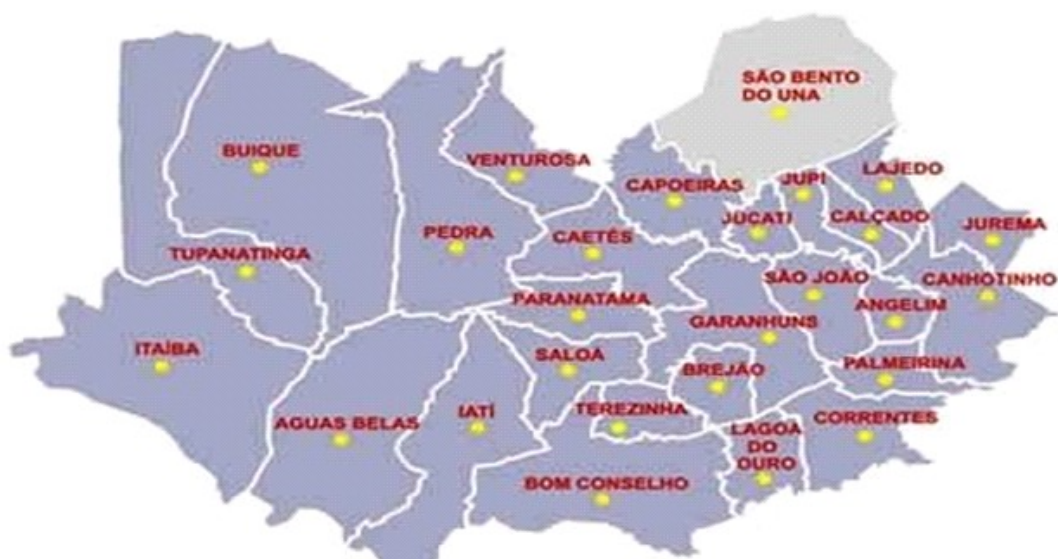 SÃO BENTO
DO UNA
BUIQUE
VENTUROSA
CAPOEIRAS
JUPI
LAJEDO
JUCATI
CALÇADO
JUREMA
PEDRA
CAETÉS
TUPANATINGA
SÃO JOÃO
CANHOTINHO
PARANATAMA
ANGELIM
GARANHUNS
ITAÍBA
SALOÁ
BREJÃO
PALMEIRINA
AGUAS BELAS
IATÍ
TEREZINHA
CORRENTES
LAGOA
DO
OURO
BOM CONSELHO